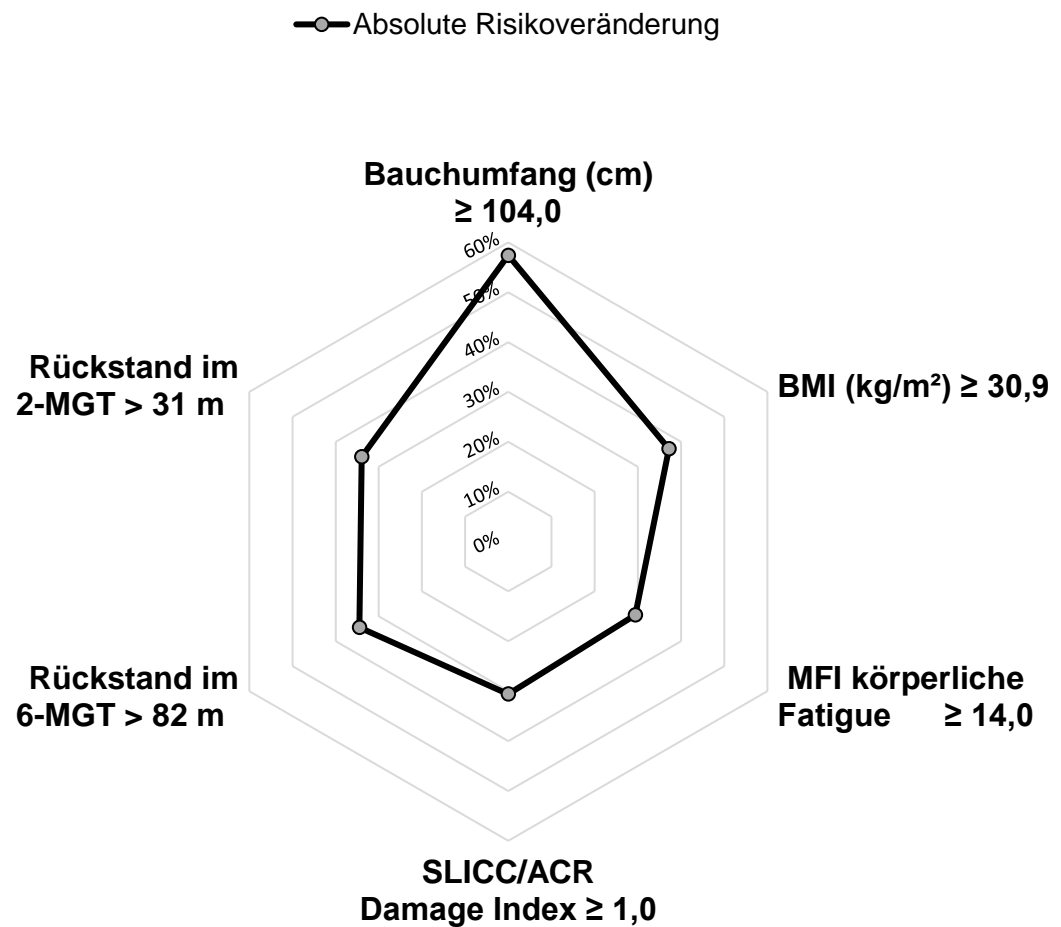 Absolute Risikoveränderung
Bauchumfang (cm)
≥ 104,0
60%
50%
40%
30%
20%
10%
0%
BMI (kg/m²) ≥ 30,9
MFI körperliche
Fatigue ≥ 14,0
SLICC/ACR
Damage Index ≥ 1,0
Rückstand im
6-MGT > 82 m
Rückstand im
2-MGT > 31 m